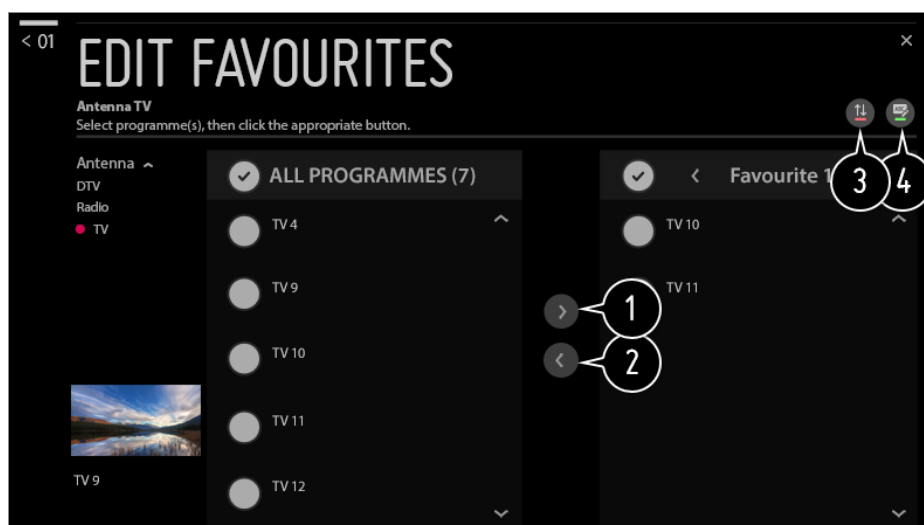 < 01
EDIT FAVOURITES
Antenna TV
Select programme(s), then click the appropriate button.
Antenna
DTV
Radio
TV
TV 9
ALL PROGRAMMES (7)
TV 4
TV 9
TV 10
TV 11
TV 12
Favourite 1
TV 10
TV 11
1
2
3
4